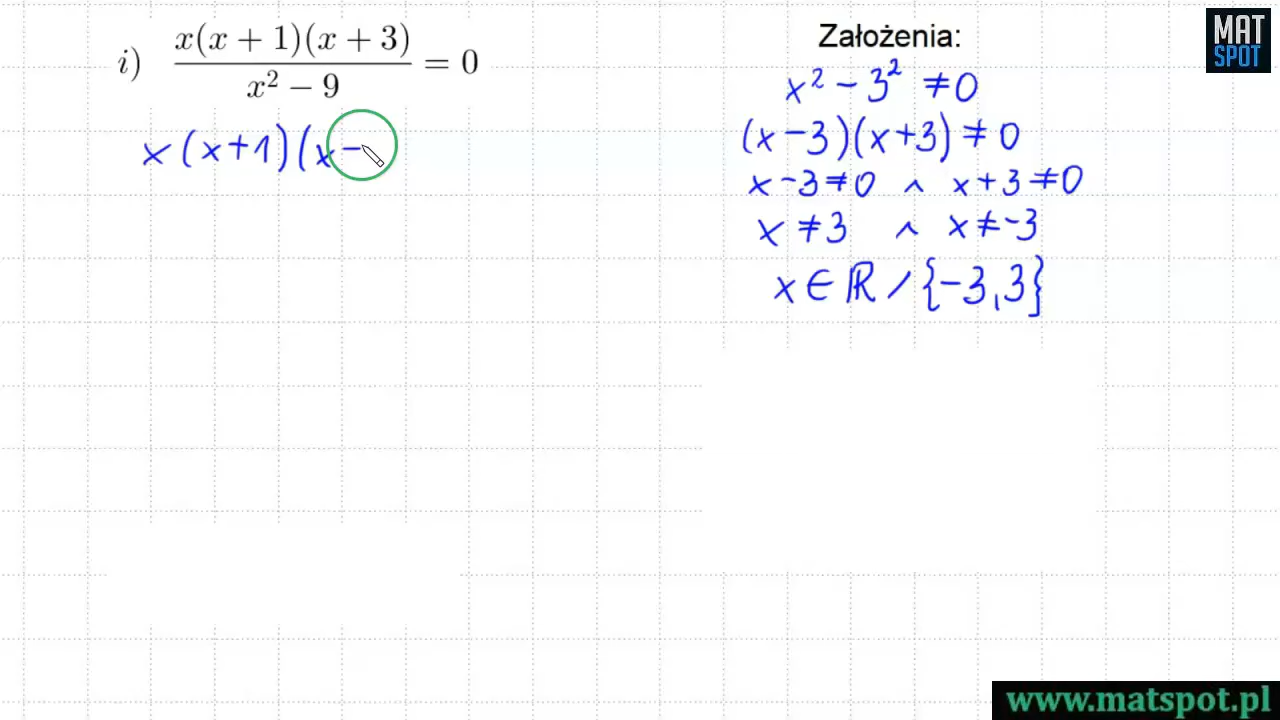 i) x(x + 1)(x + 3) / x² − 9 = 0
x(x+1)(x−
Założenia:
x² − 3² ≠ 0
(x−3)(x+3) ≠ 0
x−3≠0 ∧ x+3≠0
x ≠ 3 ∧ x ≠ −3
x ∈ ℝ / {−3,3}
MAT
SPOT
www.matspot.pl